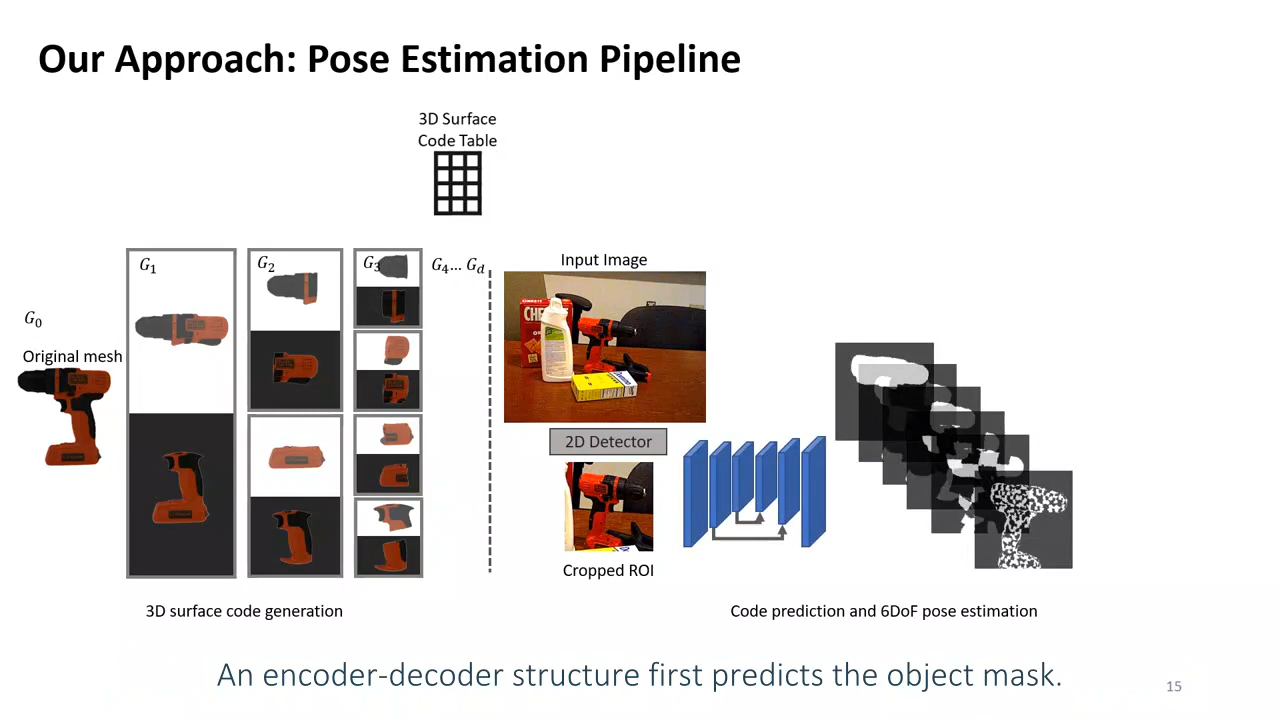 Our Approach: Pose Estimation Pipeline
3D Surface
Code Table
G₀
Original mesh
G₁
G₂
G₃
G₄... G_d
3D surface code generation
Input Image
CHE
2D Detector
Cropped ROI
Code prediction and 6DoF pose estimation
An encoder-decoder structure first predicts the object mask.
15